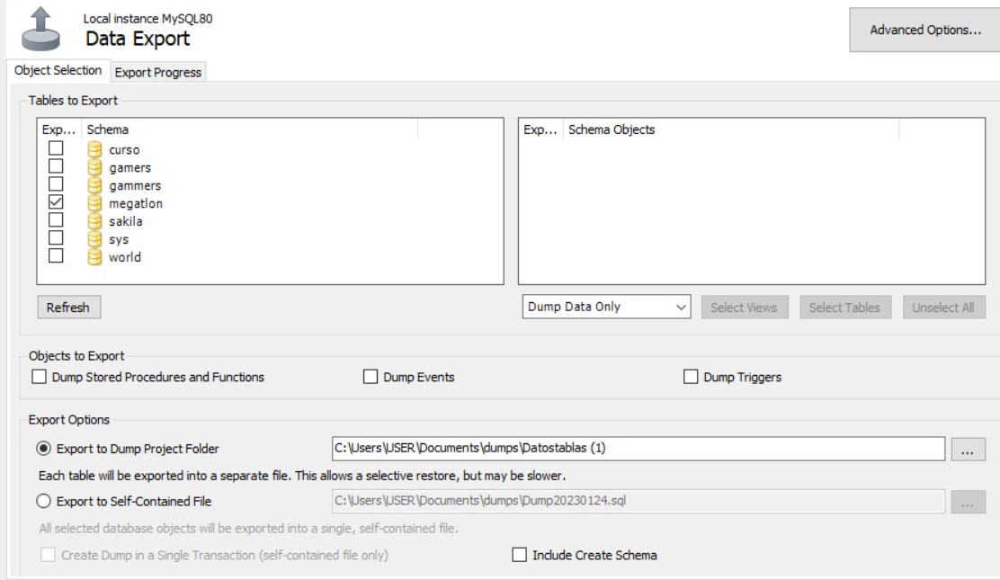 Local instance MySQL80
Data Export
Advanced Options...
Object Selection
Export Progress
Tables to Export
Exp... Schema
curso
gamers
gammers
megatlon
sakila
sys
world
Exp... Schema Objects
Refresh
Dump Data Only
Select Views
Select Tables
Unselect All
Objects to Export
Dump Stored Procedures and Functions
Dump Events
Dump Triggers
Export Options
Export to Dump Project Folder
C:\Users\USER\Documents\dumps\Datostablas (1)
...
Each table will be exported into a separate file. This allows a selective restore, but may be slower.
Export to Self-Contained File
C:\Users\USER\Documents\dumps\Dump20230124.sql
...
All selected database objects will be exported into a single, self-contained file.
Create Dump in a Single Transaction (self-contained file only)
Include Create Schema